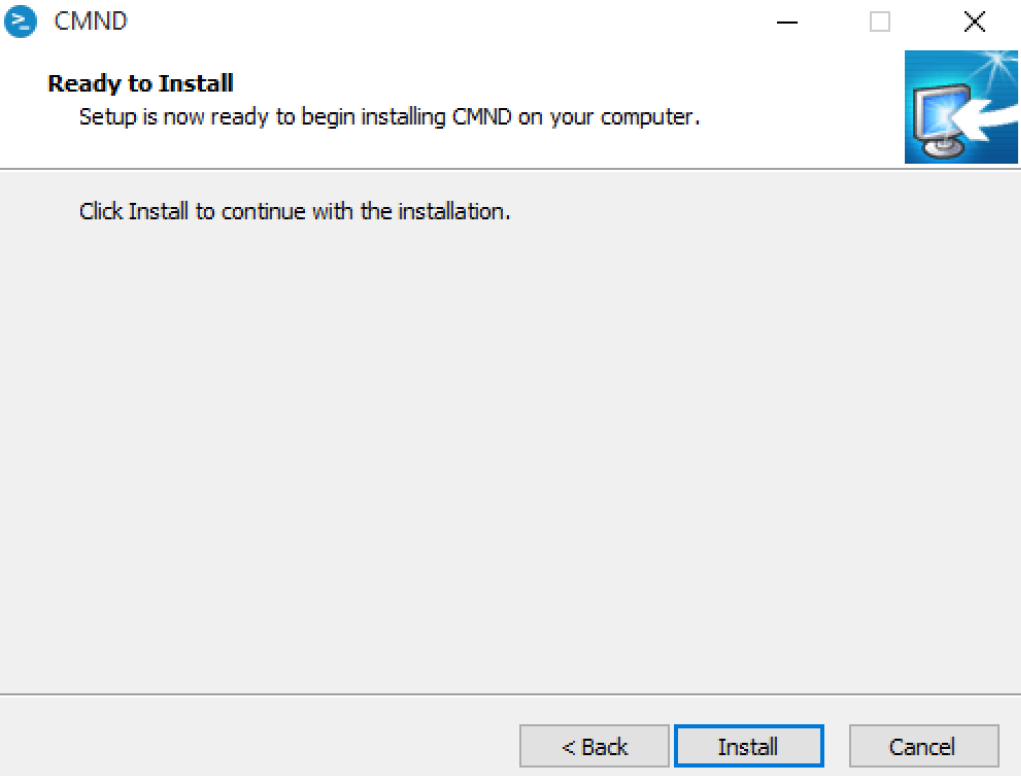 CMND
Ready to Install
Setup is now ready to begin installing CMND on your computer.
Click Install to continue with the installation.
< Back
Install
Cancel